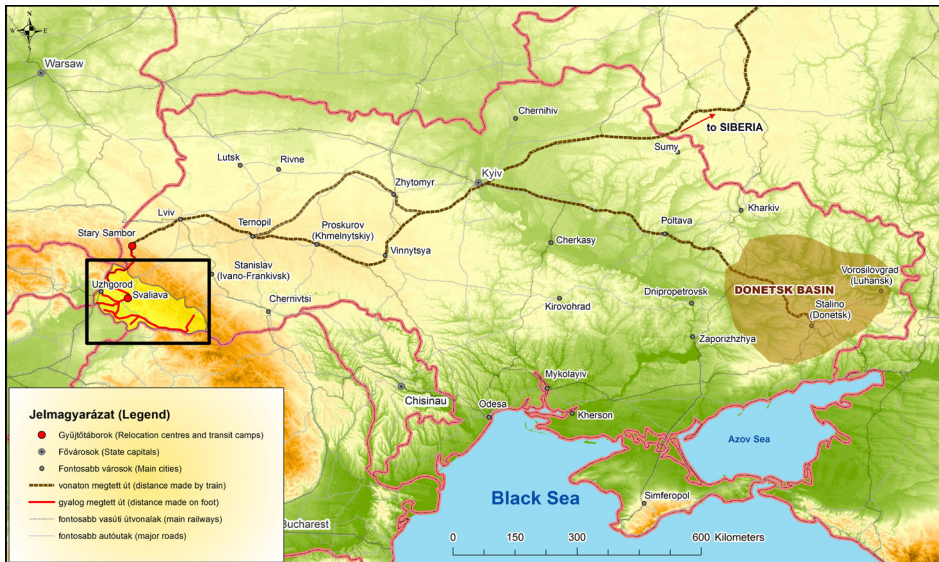 N
W
E
S
Warsaw
Chernihiv
to SIBERIA
Sumy
Lutsk
Rivne
Kyiv
Zhytomyr
Kharkiv
Lviv
Ternopil
Proskurov
(Khmelnytskiy)
Poltava
Stary Sambor
Cherkasy
Vinnytsya
Stanislav
(Ivano-Frankivsk)
Vorosilovgrad
(Luhansk)
Uzhgorod
Svaliava
DONETSK BASIN
Dnipropetrovsk
Chernivtsi
Kirovohrad
Stalino
(Donetsk)
Zaporizhzhya
Mykolayiv
Chisinau
Odesa
Kherson
Azov Sea
Black Sea
Simferopol
Bucharest
0 150 300 600 Kilometers
Jelmagyarázat (Legend)
Gyüjtőtáborok (Relocation centres and transit camps)
Fővárosok (State capitals)
Fontosabb városok (Main cities)
vonaton megtett út (distance made by train)
gyalog megtett út (distance made on foot)
fontosabb vasúti útvonalak (main railways)
fontosabb autóutak (major roads)